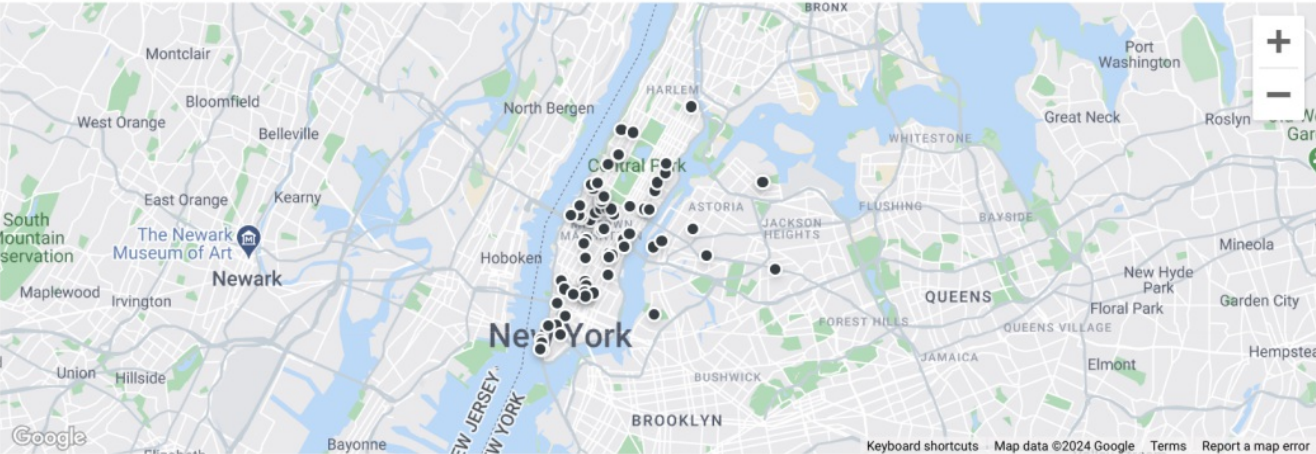 BRONX
Montclair
Port
Washington
+
HARLEM
Bloomfield
North Bergen
Great Neck
Roslyn
West Orange
Belleville
WHITESTONE
Central Park
East Orange
Kearny
ASTORIA
FLUSHING
BAYSIDE
South
JACKSON
HEIGHTS
The Newark
Museum of Art
Hoboken
Mineola
Newark
New Hyde
Park
Maplewood
Irvington
QUEENS
Garden City
Floral Park
FOREST HILLS
QUEENS VILLAGE
New York
JAMAICA
Union
Hillside
BUSHWICK
Elmont
NEW JERSEY
NEW YORK
BROOKLYN
Google
Bayonne
Keyboard shortcuts
Map data ©2024 Google
Terms
Report a map error